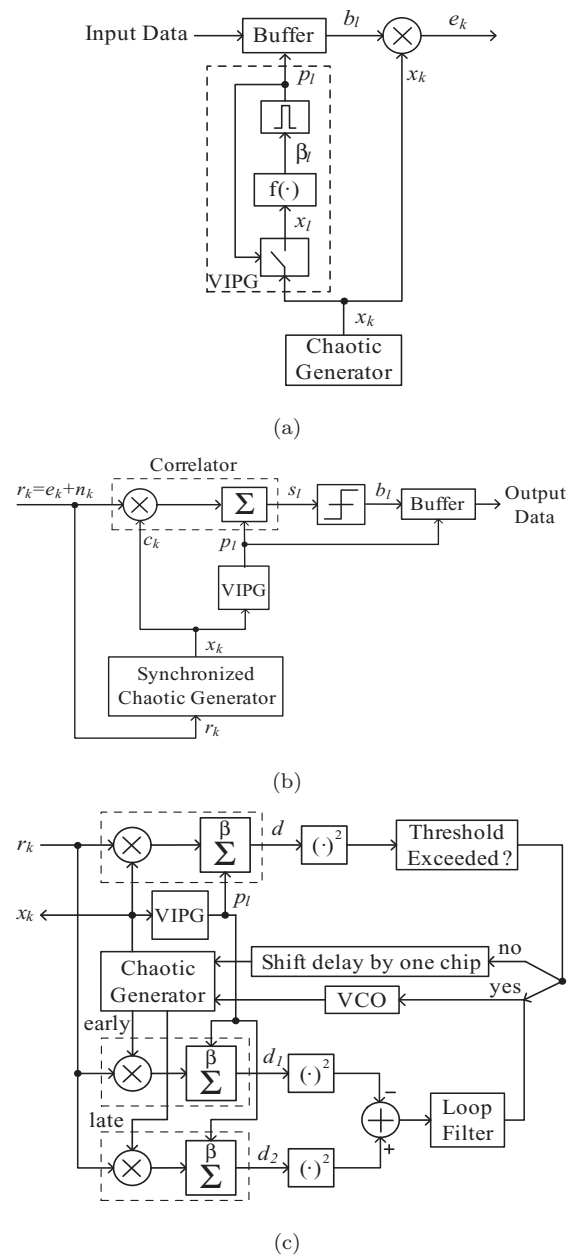 Input Data
Buffer
b_l
e_k
x_k
p_l
β_l
f(·)
x_l
VIPG
x_k
Chaotic
Generator
(a)
Correlator
r_k=e_k+n_k
Σ
s_l
b_l
Buffer
Output
Data
c_k
p_l
VIPG
x_k
Synchronized
Chaotic Generator
r_k
(b)
r_k
β
Σ
d
(·)²
Threshold
Exceeded?
p_l
x_k
VIPG
Chaotic
Generator
Shift delay by one chip
no
VCO
yes
early
β
Σ
d_1
(·)²
−
+
Loop
Filter
late
β
Σ
d_2
(·)²
+
(c)